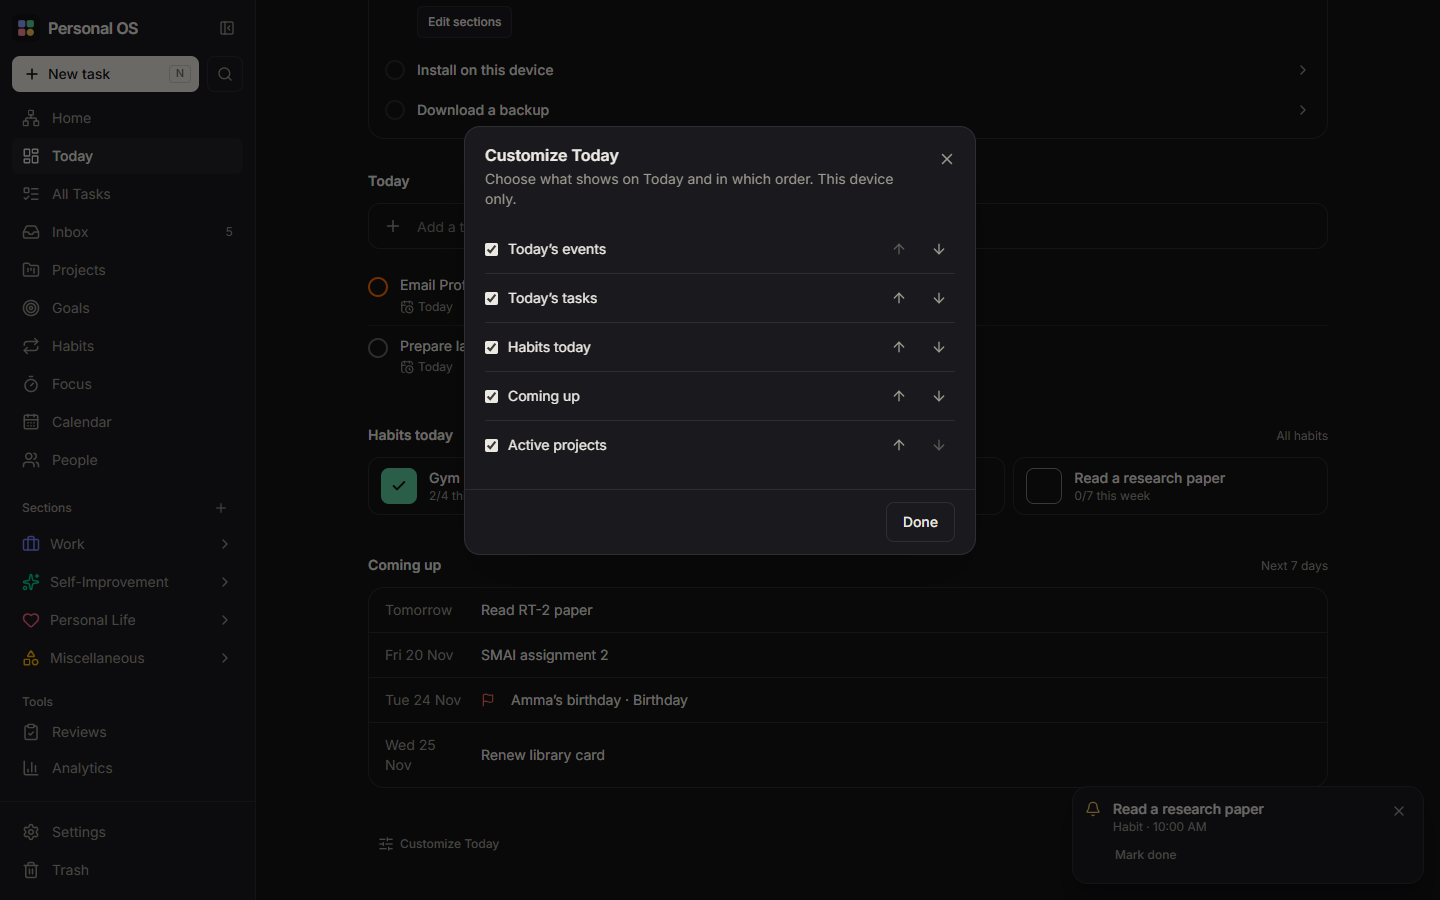 Personal OS
New task
N
Home
Today
All Tasks
Inbox
5
Projects
Goals
Habits
Focus
Calendar
People
Sections
Work
Self-Improvement
Personal Life
Miscellaneous
Tools
Reviews
Analytics
Settings
Trash
Edit sections
Install on this device
Download a backup
Today
Add a t
Email Prof
Today
Prepare la
Today
Habits today
All habits
Gym
2/4 th
Read a research paper
0/7 this week
Coming up
Next 7 days
Tomorrow Read RT-2 paper
Fri 20 Nov SMAI assignment 2
Tue 24 Nov Amma’s birthday · Birthday
Wed 25
Nov
Renew library card
Customize Today
Customize Today
Choose what shows on Today and in which order. This device
only.
Today’s events
Today’s tasks
Habits today
Coming up
Active projects
Done
Read a research paper
Habit · 10:00 AM
Mark done